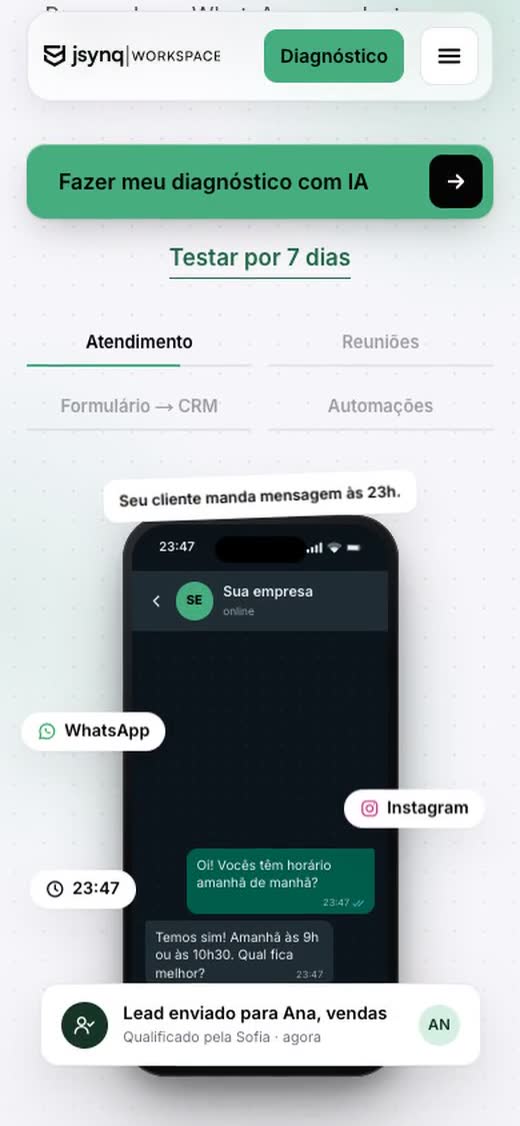 jsynq|WORKSPACE
Diagnóstico
Fazer meu diagnóstico com IA
Testar por 7 dias
Atendimento
Reuniões
Formulário → CRM
Automações
Seu cliente manda mensagem às 23h.
23:47
SE
Sua empresa
online
WhatsApp
Instagram
Oi! Vocês têm horário
amanhã de manhã?
23:47
23:47
Temos sim! Amanhã às 9h
ou às 10h30. Qual fica
melhor?
23:47
Lead enviado para Ana, vendas
Qualificado pela Sofia · agora
AN